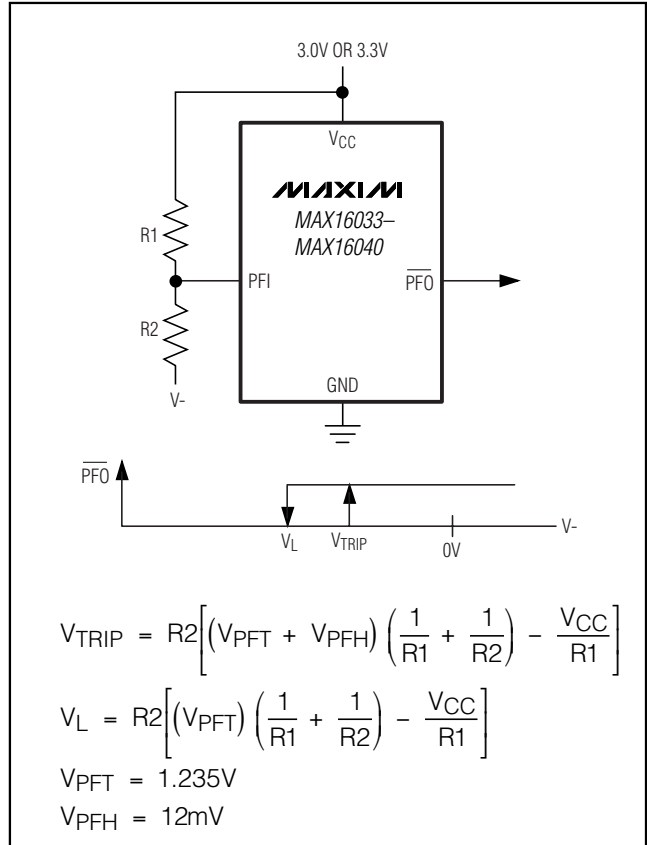 3.0V OR 3.3V
VCC
MAXIM
MAX16033–
MAX16040
R1
PFI
P̅F̅O̅
R2
V-
GND
P̅F̅O̅
VL VTRIP 0V V-
VTRIP = R2[(VPFT + VPFH) (1/R1 + 1/R2) – VCC/R1]
VL = R2[(VPFT) (1/R1 + 1/R2) – VCC/R1]
VPFT = 1.235V
VPFH = 12mV